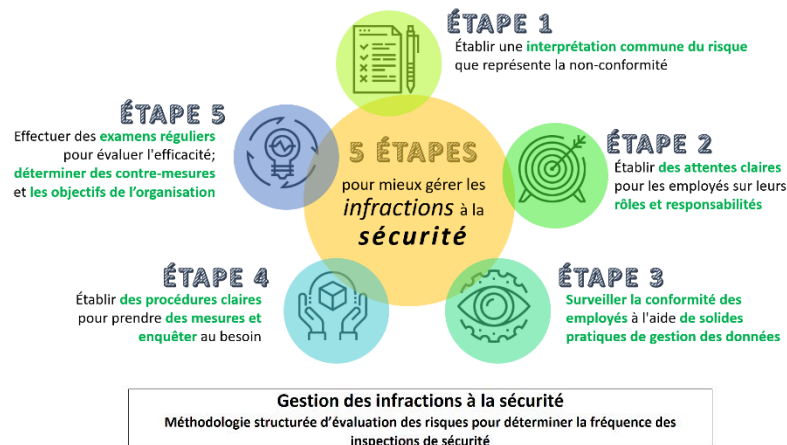 ÉTAPE 1
Établir une interprétation commune du risque
que représente la non-conformité
ÉTAPE 2
Établir des attentes claires
pour les employés sur leurs
rôles et responsabilités
ÉTAPE 3
Surveiller la conformité des
employés à l'aide de solides
pratiques de gestion des données
ÉTAPE 4
Établir des procédures claires
pour prendre des mesures et
enquêter au besoin
ÉTAPE 5
Effectuer des examens réguliers
pour évaluer l'efficacité;
déterminer des contre-mesures
et les objectifs de l’organisation
5 ÉTAPES
pour mieux gérer les
infractions à la
sécurité
Gestion des infractions à la sécurité
Méthodologie structurée d’évaluation des risques pour déterminer la fréquence des
inspections de sécurité